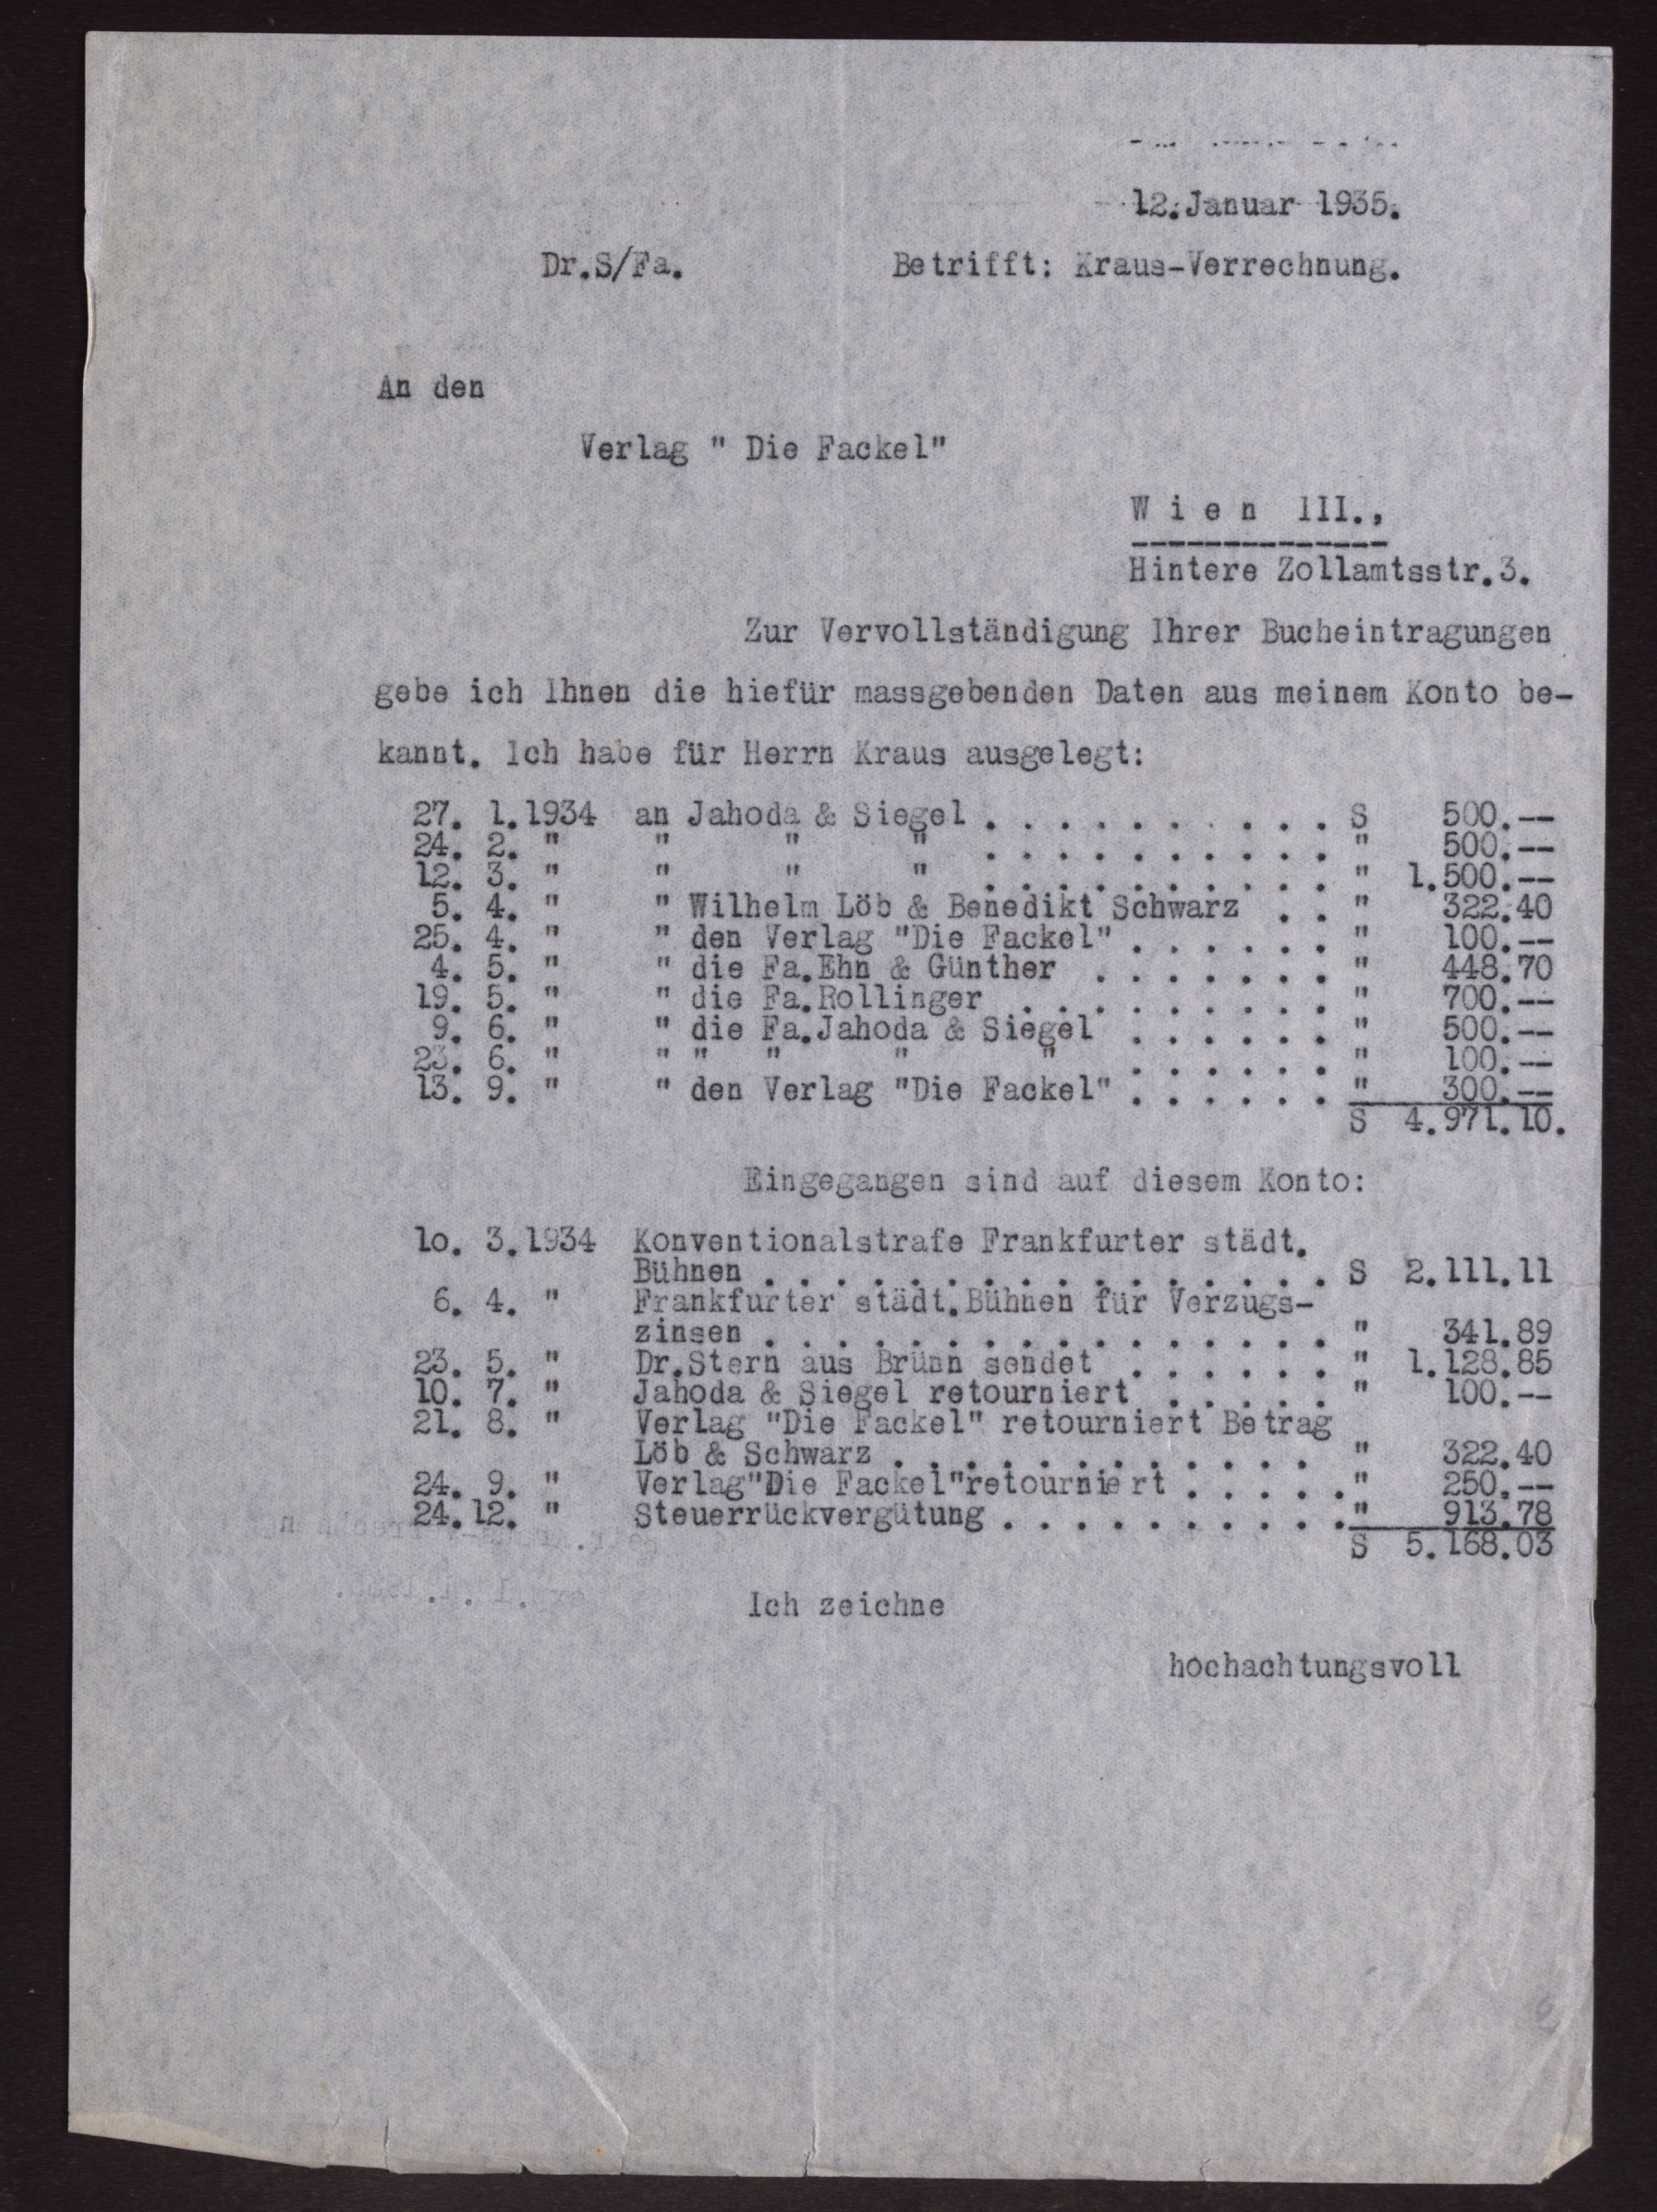 12.Januar 1935.
Dr.S/Fa. Betrifft: Kraus-Verrechnung.
An den
Verlag " Die Fackel"
W i e n III.,
Hintere Zollamtsstr.3.
Zur Vervollständigung Ihrer Bucheintragungen
gebe ich Ihnen die hiefür massgebenden Daten aus meinem Konto be-
kannt. Ich habe für Herrn Kraus ausgelegt:
27. 1.1934 an Jahoda & Siegel . . . . . . . . . . S 500.--
24. 2. " " " " . . . . . . . . . . " 500.--
12. 3. " " " " . . . . . . . . . . " 1.500.--
5. 4. " " Wilhelm Löb & Benedikt Schwarz . . " 322.40
25. 4. " " den Verlag "Die Fackel" . . . . . . " 100.--
4. 5. " " die Fa.Ehn & Günther . . . . . . . " 448.70
19. 5. " " die Fa.Rollinger . . . . . . . . . " 700.--
9. 6. " " die Fa.Jahoda & Siegel . . . . . . " 500.--
23. 6. " " " " " " . . . . . . " 100.--
13. 9. " " den Verlag "Die Fackel" . . . . . . " 300.--
S 4.971.10.
Eingegangen sind auf diesem Konto:
lo. 3.1934 Konventionalstrafe Frankfurter städt.
Bühnen . . . . . . . . . . . . . . . . S 2.111.11
6. 4. " Frankfurter städt.Bühnen für Verzugs-
zinsen . . . . . . . . . . . . . . . . " 341.89
23. 5. " Dr.Stern aus Brünn sendet . . . . . . " 1.128.85
10. 7. " Jahoda & Siegel retourniert . . . . . " 100.--
21. 8. " Verlag "Die Fackel" retourniert Betrag
Löb & Schwarz . . . . . . . . . . . . " 322.40
24. 9. " Verlag"Die Fackel"retourniert . . . . . " 250.--
24.12. " Steuerrückvergütung . . . . . . . . . . " 913.78
S 5.168.03
Ich zeichne
hochachtungsvoll